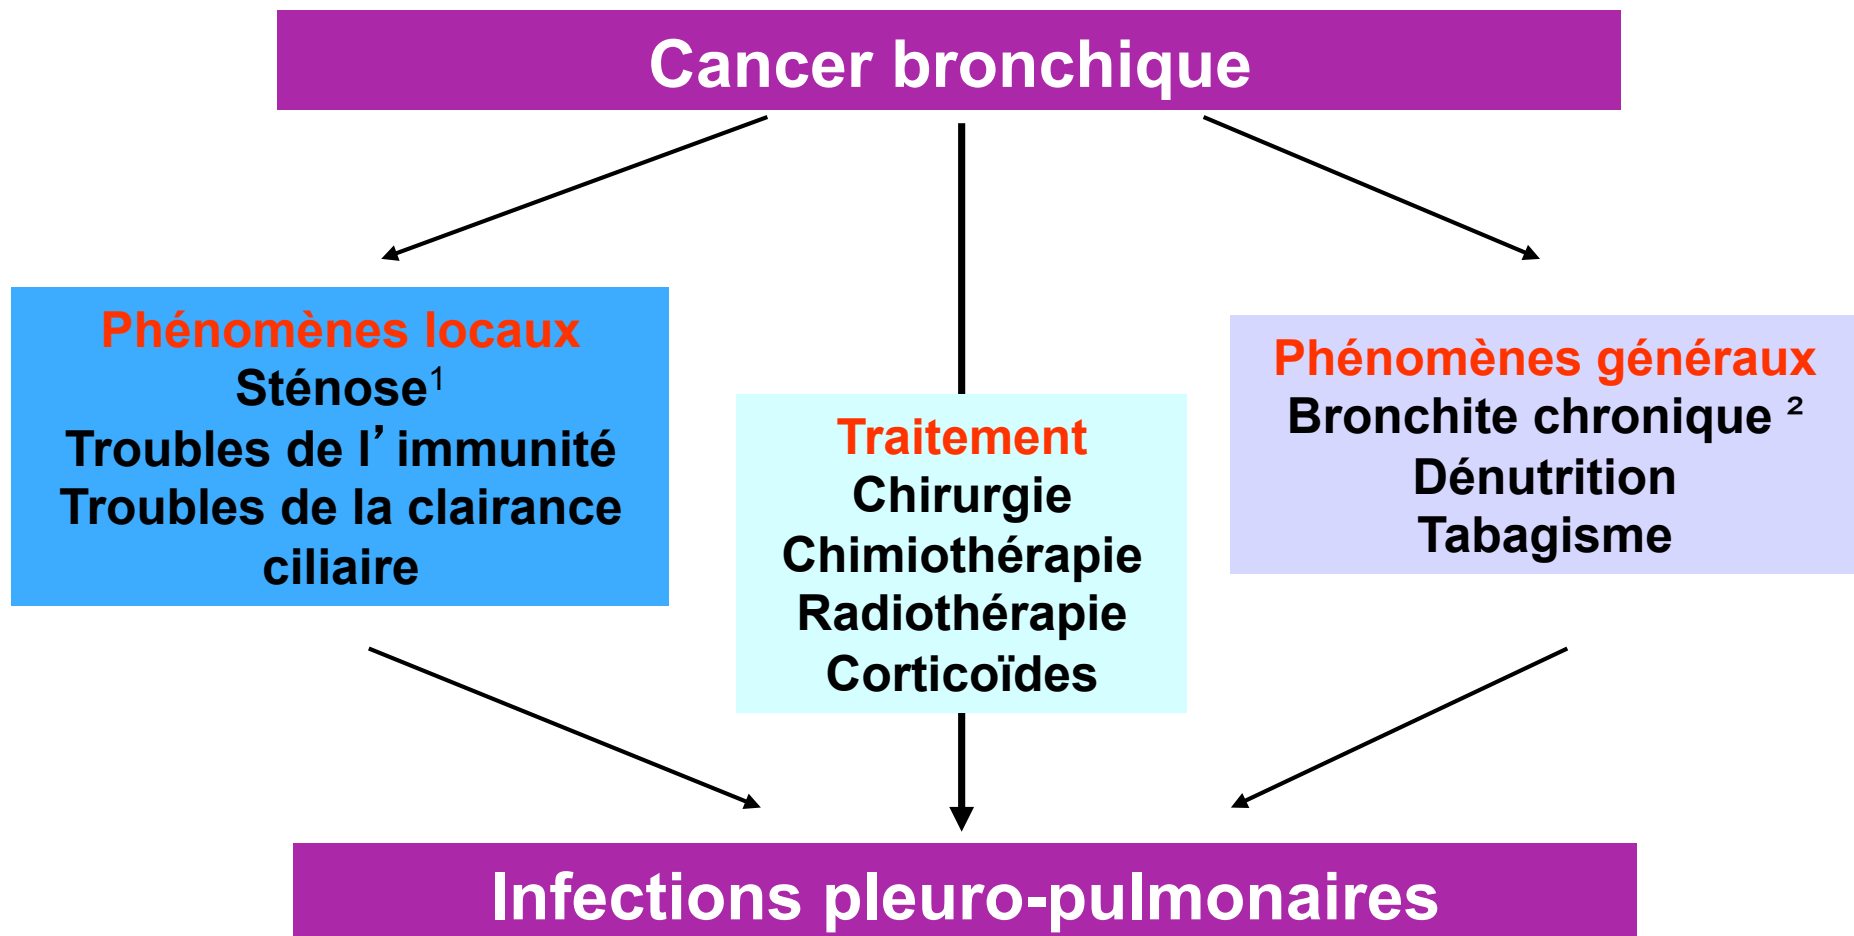 Cancer bronchique
Phénomènes locaux
Sténose¹
Troubles de l’immunité
Troubles de la clairance
ciliaire
Traitement
Chirurgie
Chimiothérapie
Radiothérapie
Corticoïdes
Phénomènes généraux
Bronchite chronique ²
Dénutrition
Tabagisme
Infections pleuro-pulmonaires